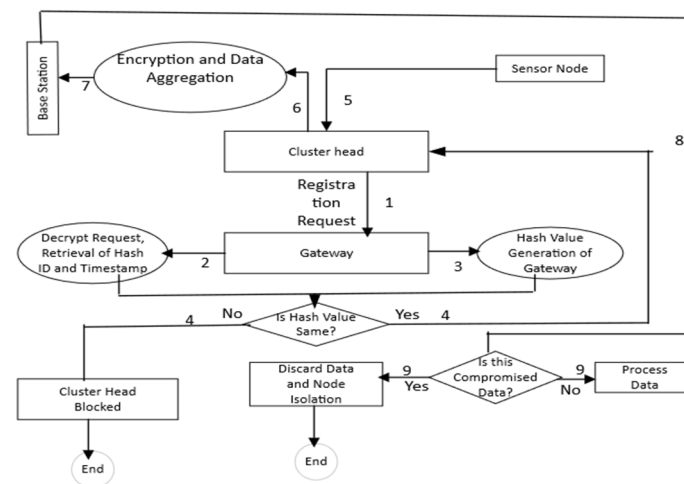 Encryption and Data
Aggregation
Base Station
7
6
5
Sensor Node
8
Cluster head
Registra
tion
Request
1
Decrypt Request,
Retrieval of Hash
ID and Timestamp
2
Gateway
3
Hash Value
Generation of
Gateway
4
No
Is Hash Value
Same?
Yes
4
Cluster Head
Blocked
Discard Data
and Node
Isolation
9
Yes
Is this
Compromised
Data?
9
No
Process
Data
End
End